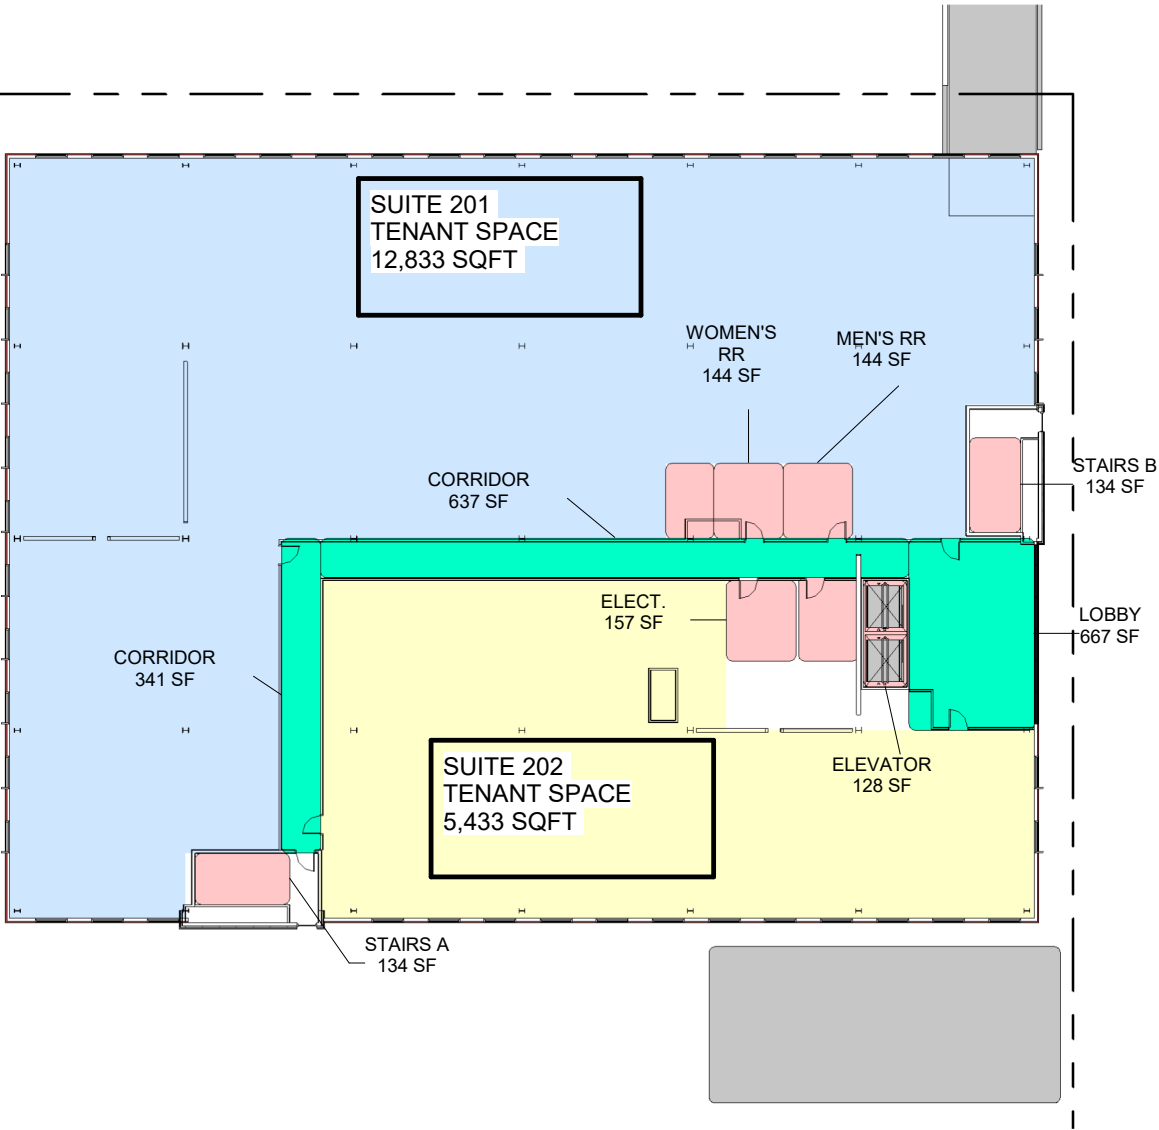 SUITE 201
TENANT SPACE
12,833 SQFT
WOMEN'S
RR
144 SF
MEN'S RR
144 SF
CORRIDOR
637 SF
STAIRS B
134 SF
ELECT.
157 SF
LOBBY
667 SF
CORRIDOR
341 SF
SUITE 202
TENANT SPACE
5,433 SQFT
ELEVATOR
128 SF
STAIRS A
134 SF